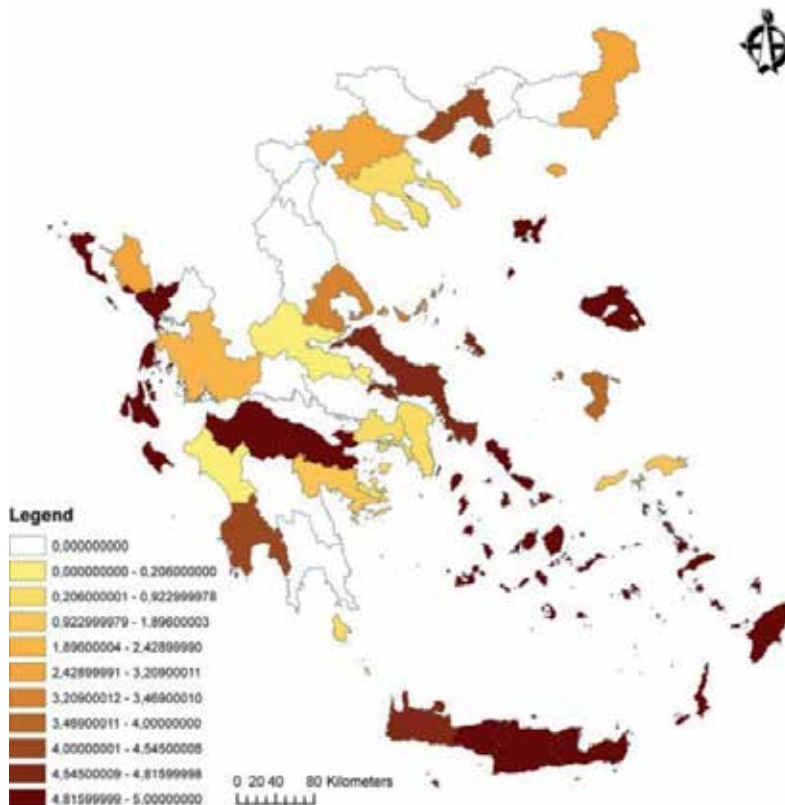 Legend
0,000000000
0,000000000 - 0,206000000
0,206000001 - 0,922999978
0,922999979 - 1,89600003
1,89600004 - 2,42899990
2,42899991 - 3,20900011
3,20900012 - 3,46900010
3,46900011 - 4,00000000
4,00000001 - 4,54500008
4,54500009 - 4,81599998
4,81599999 - 5,00000000
0 20 40 80 Kilometers